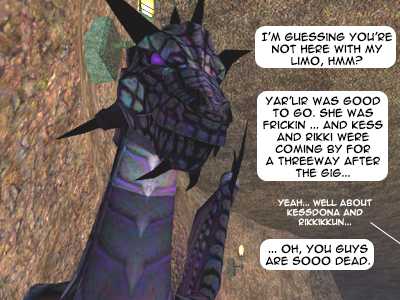 I'M GUESSING YOU'RE
NOT HERE WITH MY
LIMO, HMM?
YAR'LIR WAS GOOD
TO GO. SHE WAS
FRICKIN ... AND KESS
AND RIKKI WERE
COMING BY FOR
A THREEWAY AFTER
THE GIG...
YEAH... WELL ABOUT
KESSDONA AND
RIKKIKKUN...
... OH, YOU GUYS
ARE SOOO DEAD.